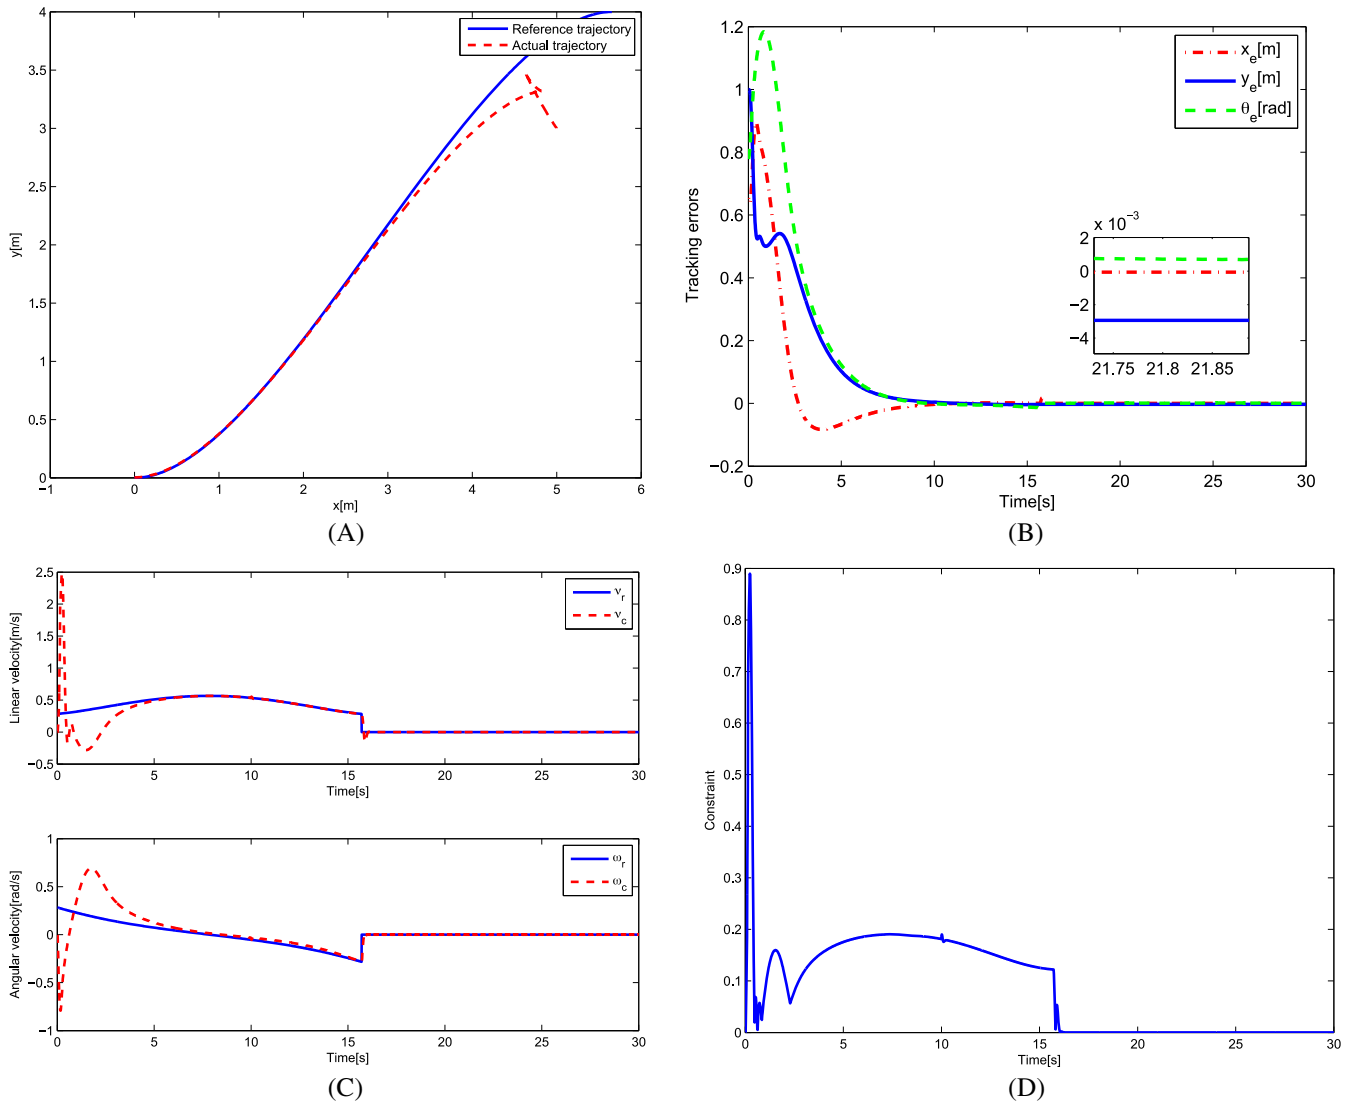 4
3.5
3
2.5
2
1.5
1
0.5
0
−1 0 1 2 3 4 5 6
y[m]
x[m]
Reference trajectory
Actual trajectory
(A)
1.2
1
0.8
0.6
0.4
0.2
0
−0.2
0 5 10 15 20 25 30
Tracking errors
Time[s]
x_e[m]
y_e[m]
θ_e[rad]
x 10^−3
2
0
−2
−4
21.75 21.8 21.85
(B)
2.5
2
1.5
1
0.5
0
−0.5
0 5 10 15 20 25 30
Linear velocity[m/s]
Time[s]
ν_r
ν_c
1
0.5
0
−0.5
−1
0 5 10 15 20 25 30
Angular velocity[rad/s]
Time[s]
ω_r
ω_c
(C)
0.9
0.8
0.7
0.6
0.5
0.4
0.3
0.2
0.1
0
0 5 10 15 20 25 30
Constraint
Time[s]
(D)